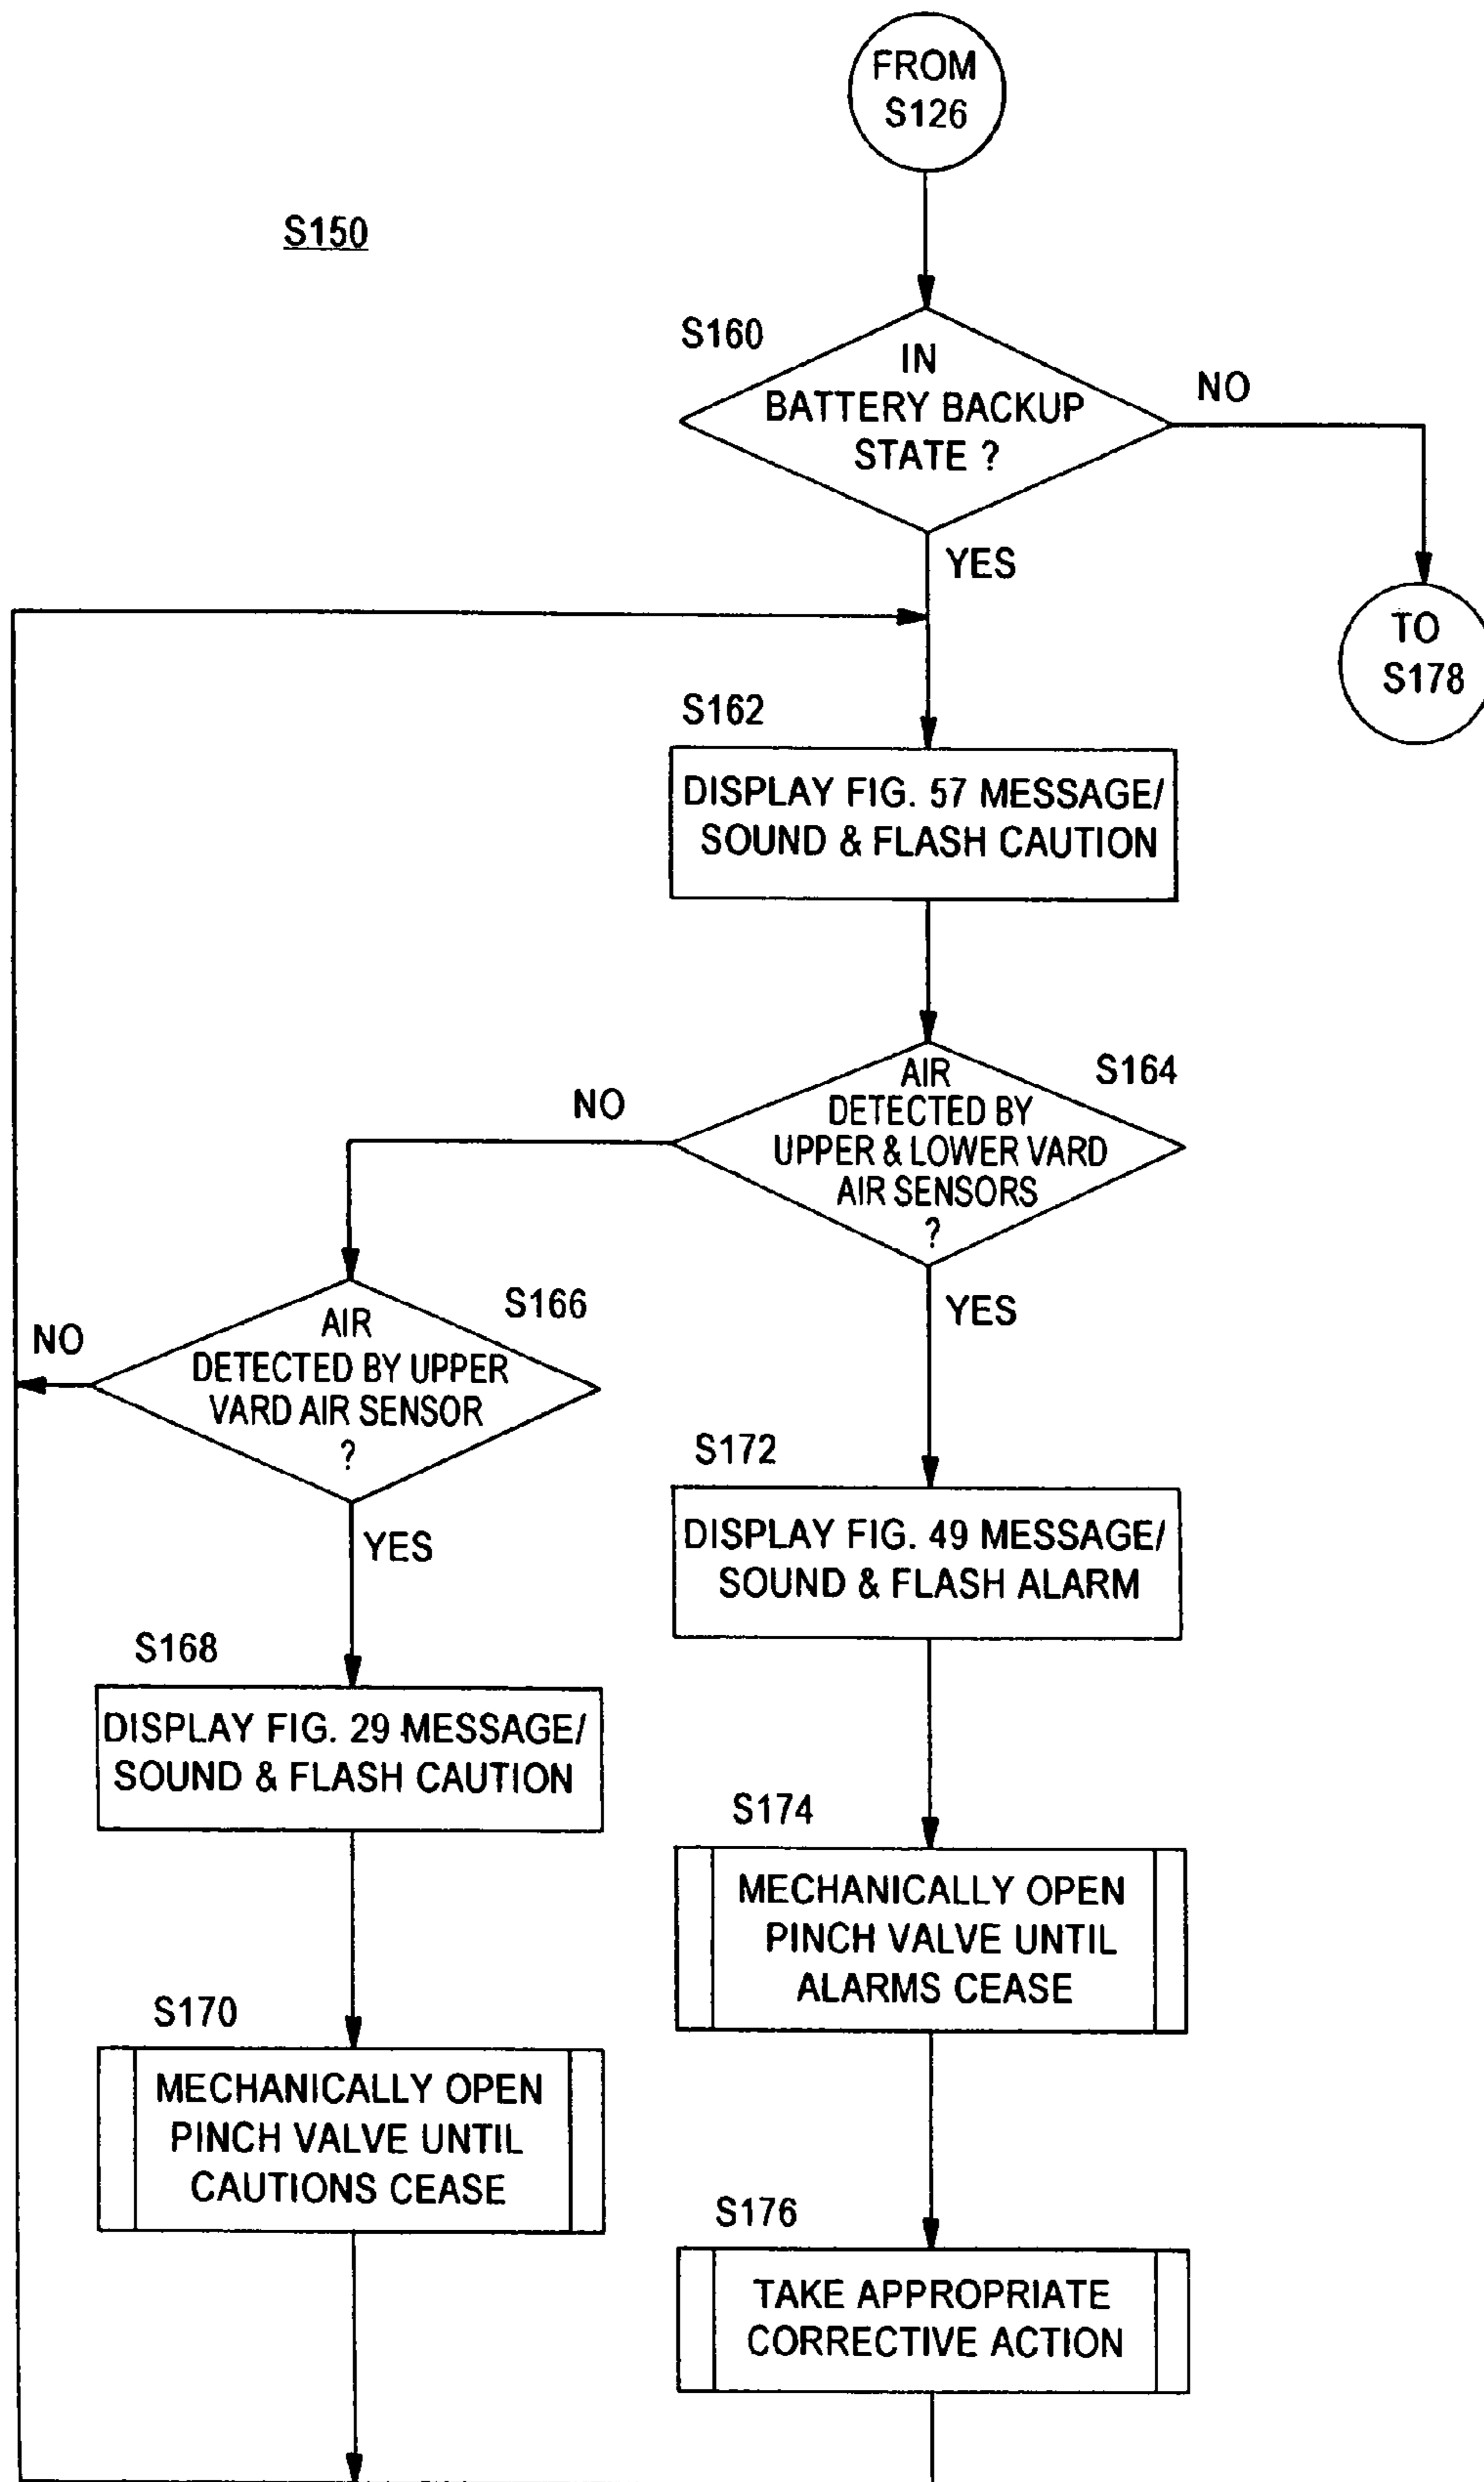 FROM
S126
S150
S160
IN
BATTERY BACKUP
STATE ?
NO
YES
TO
S178
S162
DISPLAY FIG. 57 MESSAGE/
SOUND & FLASH CAUTION
S164
AIR
DETECTED BY
UPPER & LOWER VARD
AIR SENSORS
?
NO
YES
S166
AIR
DETECTED BY UPPER
VARD AIR SENSOR
?
NO
YES
S172
DISPLAY FIG. 49 MESSAGE/
SOUND & FLASH ALARM
S168
DISPLAY FIG. 29 MESSAGE/
SOUND & FLASH CAUTION
S174
MECHANICALLY OPEN
PINCH VALVE UNTIL
ALARMS CEASE
S170
MECHANICALLY OPEN
PINCH VALVE UNTIL
CAUTIONS CEASE
S176
TAKE APPROPRIATE
CORRECTIVE ACTION